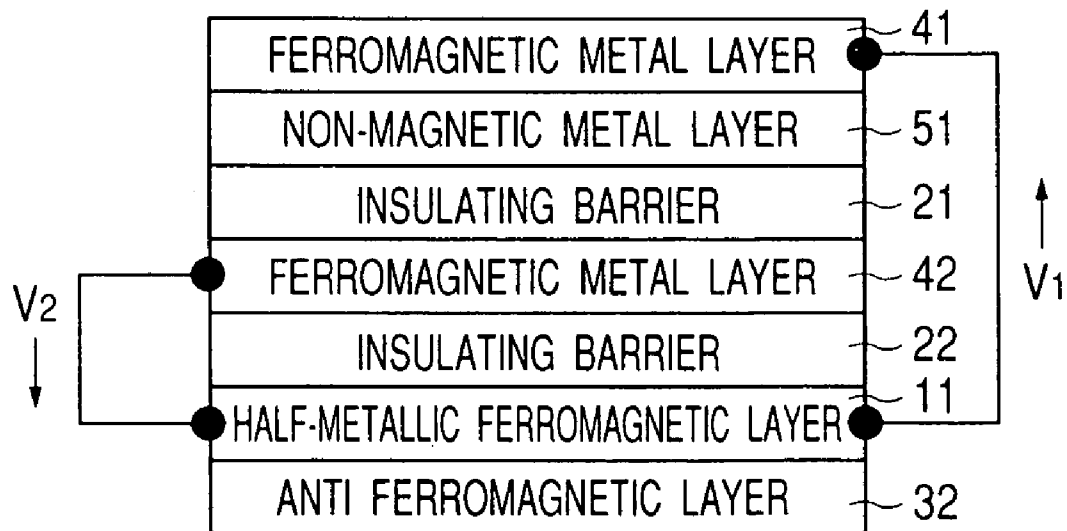 FERROMAGNETIC METAL LAYER 41
NON-MAGNETIC METAL LAYER 51
INSULATING BARRIER 21
FERROMAGNETIC METAL LAYER 42
V2
V1
INSULATING BARRIER 22
HALF-METALLIC FERROMAGNETIC LAYER 11
ANTI FERROMAGNETIC LAYER 32